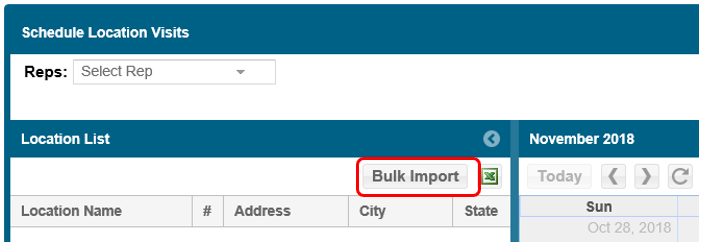 Schedule Location Visits
Reps: Select Rep
Location List
November 2018
Bulk Import
Today
Location Name # Address City State
Sun
Oct 28, 2018